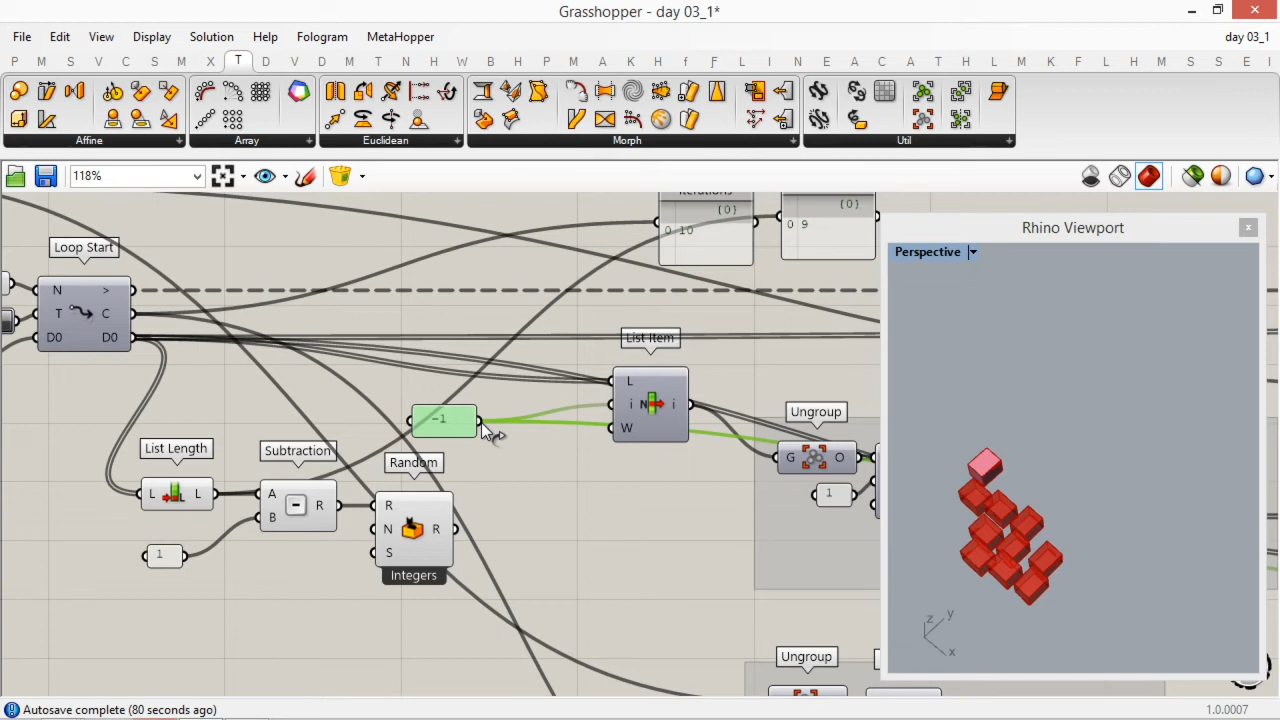 Grasshopper - day 03_1*
File Edit View Display Solution Help Fologram MetaHopper day 03_1
P M S V C S M X S T D V T H W B H P M A K H f F L I N E A C E H L C M K C M M C S S E I
Affine Array Euclidean Morph Util
118%
Rhino Viewport
Perspective
Iterations
{0}
0 10
{0}
0 9
Loop Start
N >
T C
D0 D0
List Item
L
i N i
W
-1
Ungroup
G O
1
List Length
L L
Subtraction
A
B
R
Random
R
N R
S
Integers
1
Ungroup
z y
x
Autosave complete (80 seconds ago)
1.0.0007